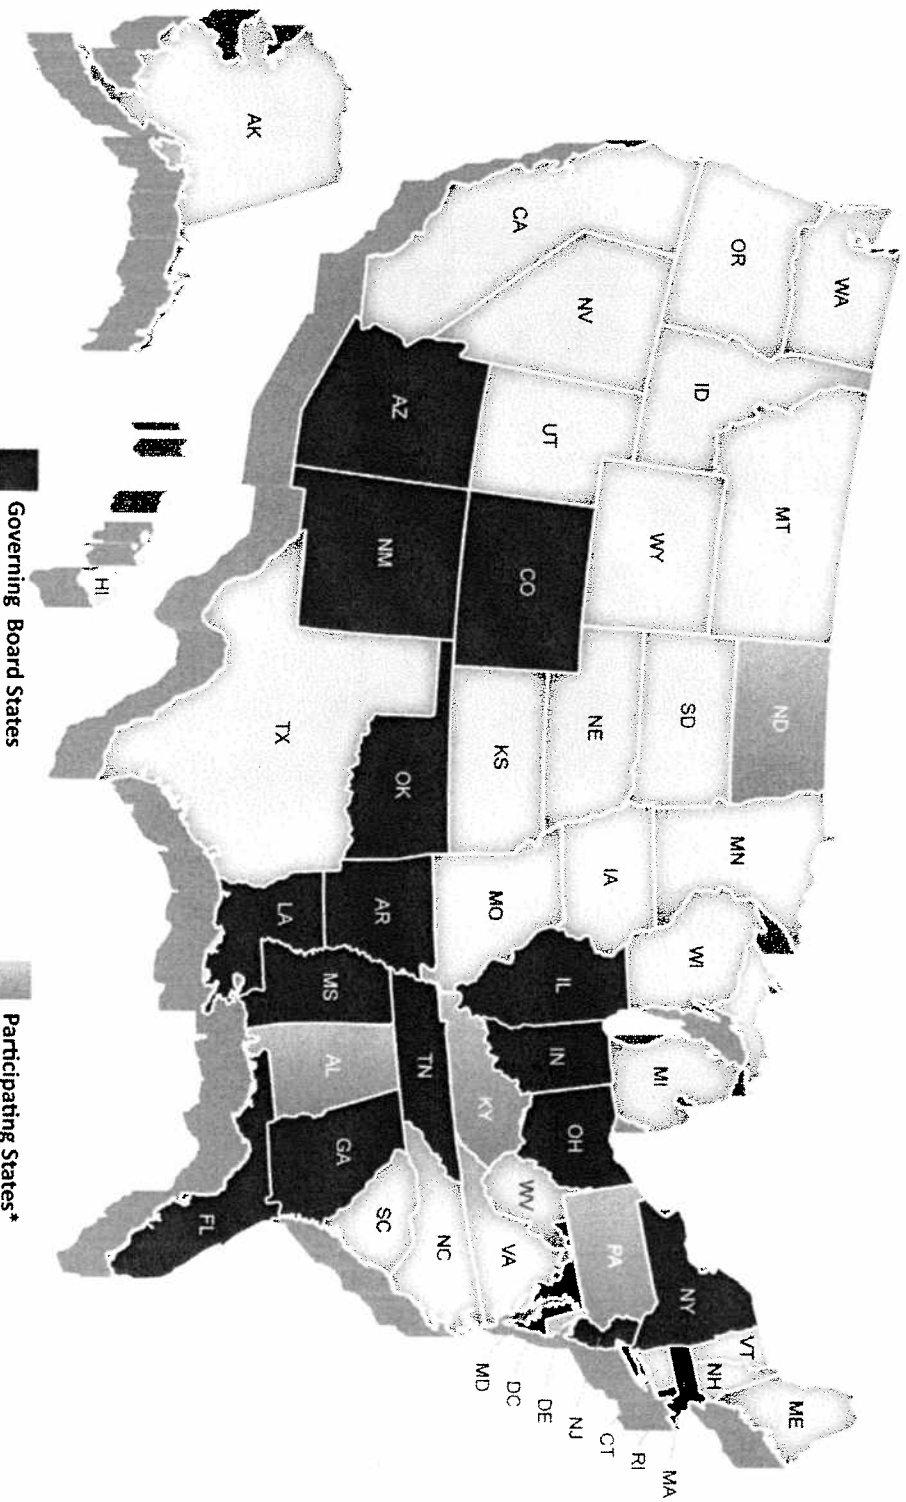 WA
OR
CA
NV
ID
MT
WY
UT
AZ
NM
CO
ND
SD
NE
KS
OK
TX
MN
IA
MO
AR
LA
WI
IL
MS
MI
IN
KY
TN
AL
OH
WV
GA
FL
SC
NC
VA
PA
NY
VT
NH
ME
MA
RI
CT
NJ
DE
DC
MD
AK
HI
Governing Board States
Participating States*